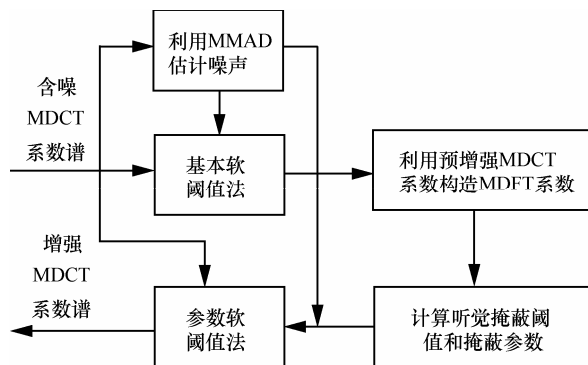 利用MMAD
估计噪声
含噪
MDCT
系数谱
基本软
阈值法
利用预增强MDCT
系数构造MDFT系数
增强
MDCT
系数谱
参数软
阈值法
计算听觉掩蔽阈
值和掩蔽参数